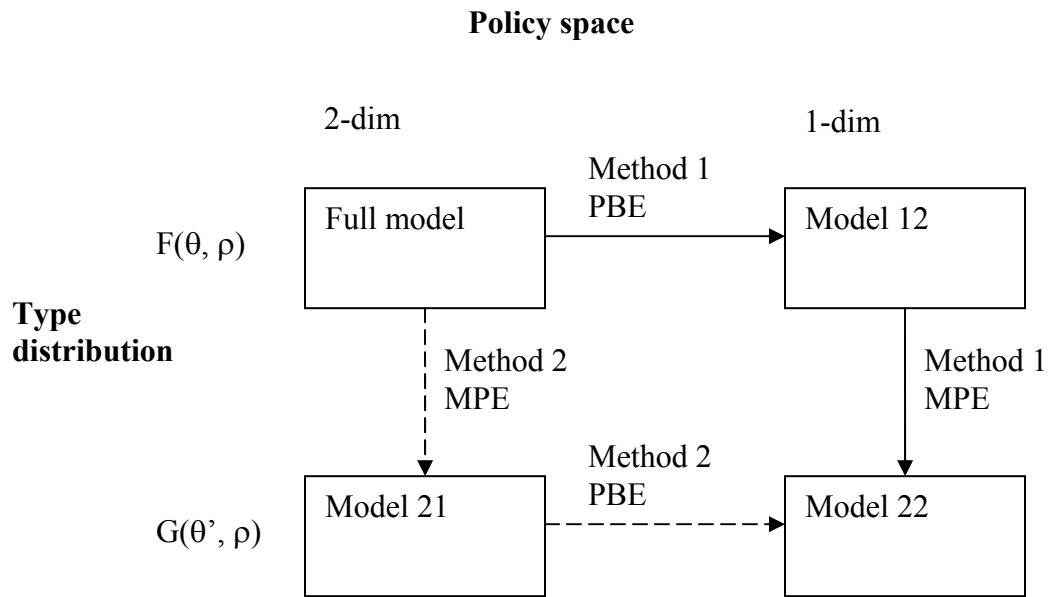 Policy space
2-dim
1-dim
Method 1
PBE
Full model
Model 12
F(θ, ρ)
Type
distribution
Method 2
MPE
Method 1
MPE
Method 2
PBE
Model 21
Model 22
G(θ’, ρ)